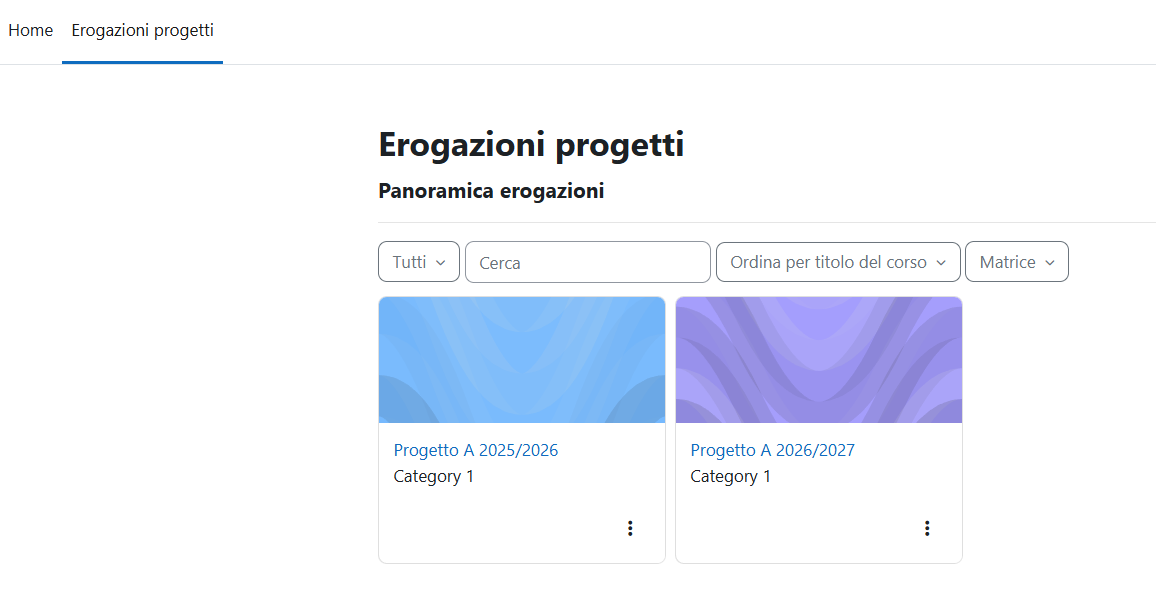 Home Erogazioni progetti
Erogazioni progetti
Panoramica erogazioni
Tutti Cerca Ordina per titolo del corso Matrice
Progetto A 2025/2026 Progetto A 2026/2027
Category 1 Category 1